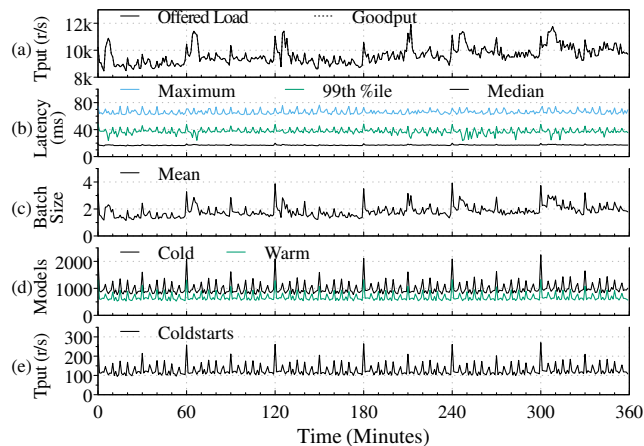 Offered Load Goodput
12k
10k
8k
(a) Tput (r/s)
Maximum 99th %ile Median
80
40
0
(b) Latency (ms)
Mean
4
2
0
(c) Batch Size
Cold Warm
2000
1000
0
(d) Models
Coldstarts
300
200
100
0
(e) Tput (r/s)
0 60 120 180 240 300 360
Time (Minutes)